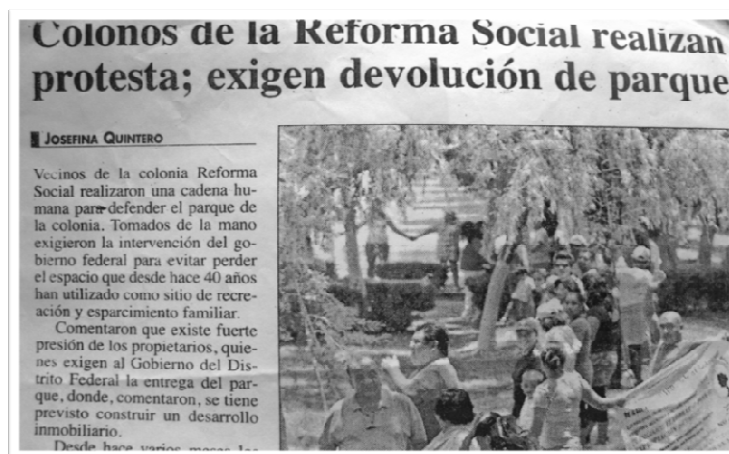 Colonos de la Reforma Social realizan
protesta; exigen devolución de parque
JOSEFINA QUINTERO
Vecinos de la colonia Reforma
Social realizaron una cadena hu-
mana para defender el parque de
la colonia. Tomados de la mano
exigieron la intervención del go-
bierno federal para evitar perder
el espacio que desde hace 40 años
han utilizado como sitio de recre-
ación y esparcimiento familiar.
Comentaron que existe fuerte
presión de los propietarios, quie-
nes exigen al Gobierno del Dis-
trito Federal la entrega del par-
que, donde, comentaron, se tiene
previsto construir un desarrollo
inmobiliario.
Desde hace varios meses los